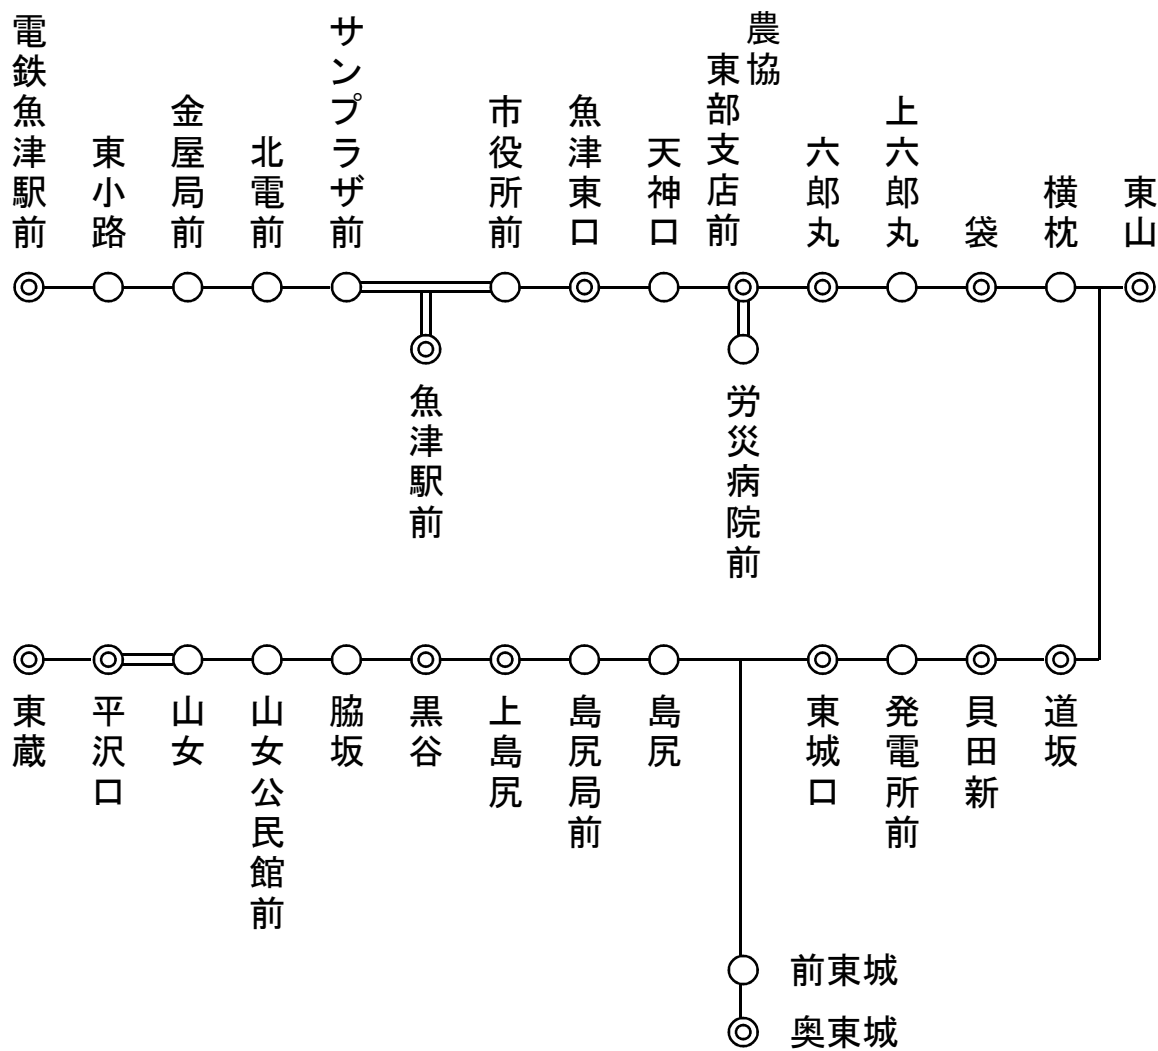 電鉄魚津駅前
東小路
金屋局前
北電前
サンプラザ前
市役所前
魚津東口
天神口
農協
東部支店前
六郎丸
上六郎丸
袋
横枕
東山
魚津駅前
労災病院前
東蔵
平沢口
山女
山女公民館前
脇坂
黒谷
上島尻
島尻局前
島尻
東城口
発電所前
貝田新
道坂
前東城
奥東城